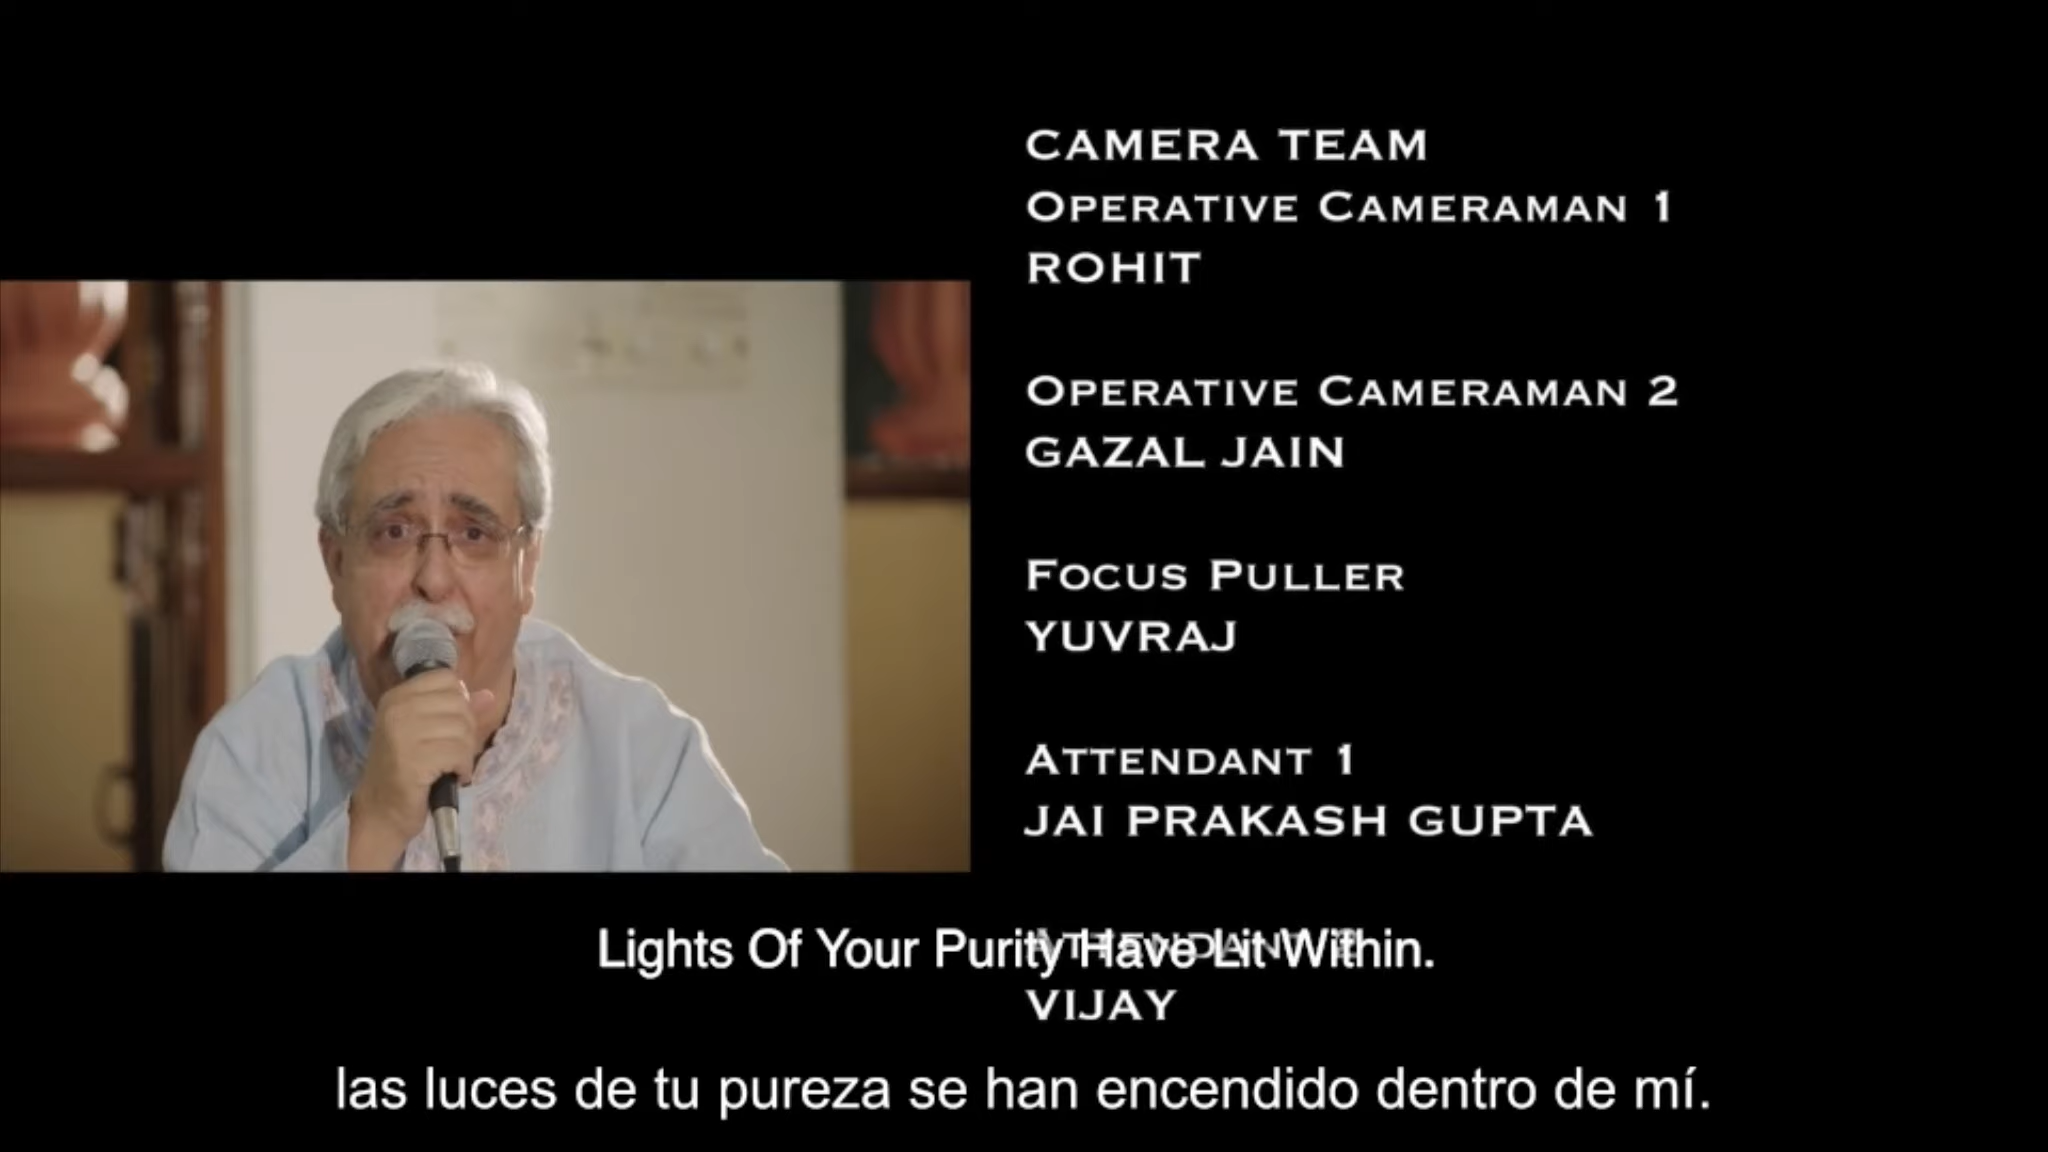 CAMERA TEAM
OPERATIVE CAMERAMAN 1
ROHIT
OPERATIVE CAMERAMAN 2
GAZAL JAIN
FOCUS PULLER
YUVRAJ
ATTENDANT 1
JAI PRAKASH GUPTA
ATTENDANT 2
Lights Of Your Purity Have Lit Within.
VIJAY
las luces de tu pureza se han encendido dentro de mí.